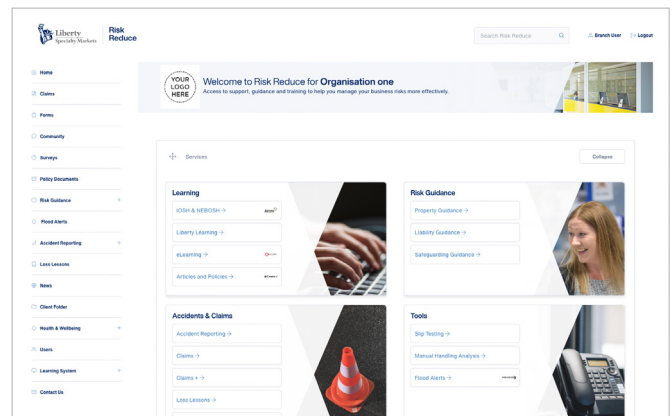 Liberty
Specialty Markets
Risk
Reduce
Search Risk Reduce
Branch User
Logout
Home
Claims
Forms
Community
Surveys
Policy Documents
Risk Guidance +
Flood Alerts
Accident Reporting +
Loss Lessons
News
Client Folder
Health & Wellbeing +
Users
Learning System +
Contact Us
YOUR
LOGO
HERE
Welcome to Risk Reduce for Organisation one
Access to support, guidance and training to help you manage your business risks more effectively.
Services
Collapse
Learning
IOSH & NEBOSH →
Liberty Learning →
eLearning →
Articles and Policies →
Risk Guidance
Property Guidance →
Liability Guidance →
Safeguarding Guidance →
Accidents & Claims
Accident Reporting →
Claims →
Claims + →
Loss Lessons →
Tools
Slip Testing →
Manual Handling Analysis →
Flood Alerts →